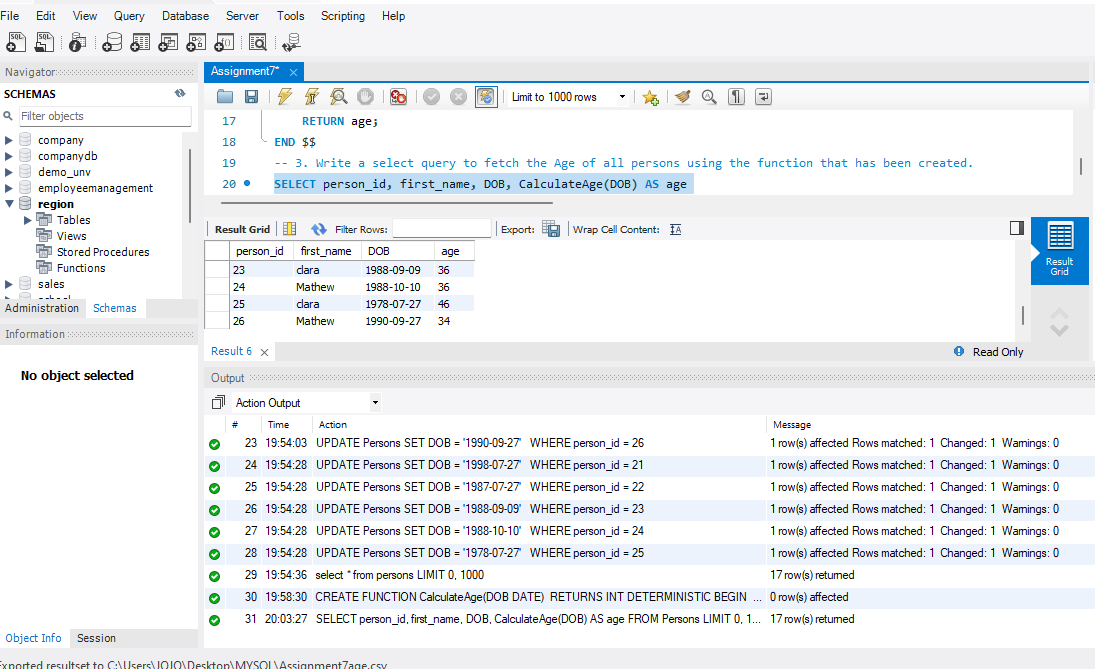 File Edit View Query Database Server Tools Scripting Help
Navigator
SCHEMAS
Filter objects
company
companydb
demo_unv
employeemanagement
region
Tables
Views
Stored Procedures
Functions
sales
Administration Schemas
Information
No object selected
Object Info Session
Assignment7*
Limit to 1000 rows
17 RETURN age;
18 END $$
19 -- 3. Write a select query to fetch the Age of all persons using the function that has been created.
20 SELECT person_id, first_name, DOB, CalculateAge(DOB) AS age
Result Grid Filter Rows: Export: Wrap Cell Content:
person_id first_name DOB age
23 clara 1988-09-09 36
24 Mathew 1988-10-10 36
25 clara 1978-07-27 46
26 Mathew 1990-09-27 34
Result
Grid
Result 6 Read Only
Output
Action Output
# Time Action Message
23 19:54:03 UPDATE Persons SET DOB = '1990-09-27' WHERE person_id = 26 1 row(s) affected Rows matched: 1 Changed: 1 Warnings: 0
24 19:54:28 UPDATE Persons SET DOB = '1998-07-27' WHERE person_id = 21 1 row(s) affected Rows matched: 1 Changed: 1 Warnings: 0
25 19:54:28 UPDATE Persons SET DOB = '1987-07-27' WHERE person_id = 22 1 row(s) affected Rows matched: 1 Changed: 1 Warnings: 0
26 19:54:28 UPDATE Persons SET DOB = '1988-09-09' WHERE person_id = 23 1 row(s) affected Rows matched: 1 Changed: 1 Warnings: 0
27 19:54:28 UPDATE Persons SET DOB = '1988-10-10' WHERE person_id = 24 1 row(s) affected Rows matched: 1 Changed: 1 Warnings: 0
28 19:54:28 UPDATE Persons SET DOB = '1978-07-27' WHERE person_id = 25 1 row(s) affected Rows matched: 1 Changed: 1 Warnings: 0
29 19:54:36 select * from persons LIMIT 0, 1000 17 row(s) returned
30 19:58:30 CREATE FUNCTION CalculateAge(DOB DATE) RETURNS INT DETERMINISTIC BEGIN ... 0 row(s) affected
31 20:03:27 SELECT person_id, first_name, DOB, CalculateAge(DOB) AS age FROM Persons LIMIT 0, 1... 17 row(s) returned
Exported resultset to C:\Users\JOJO\Desktop\MYSQL\Assignment7age.csv